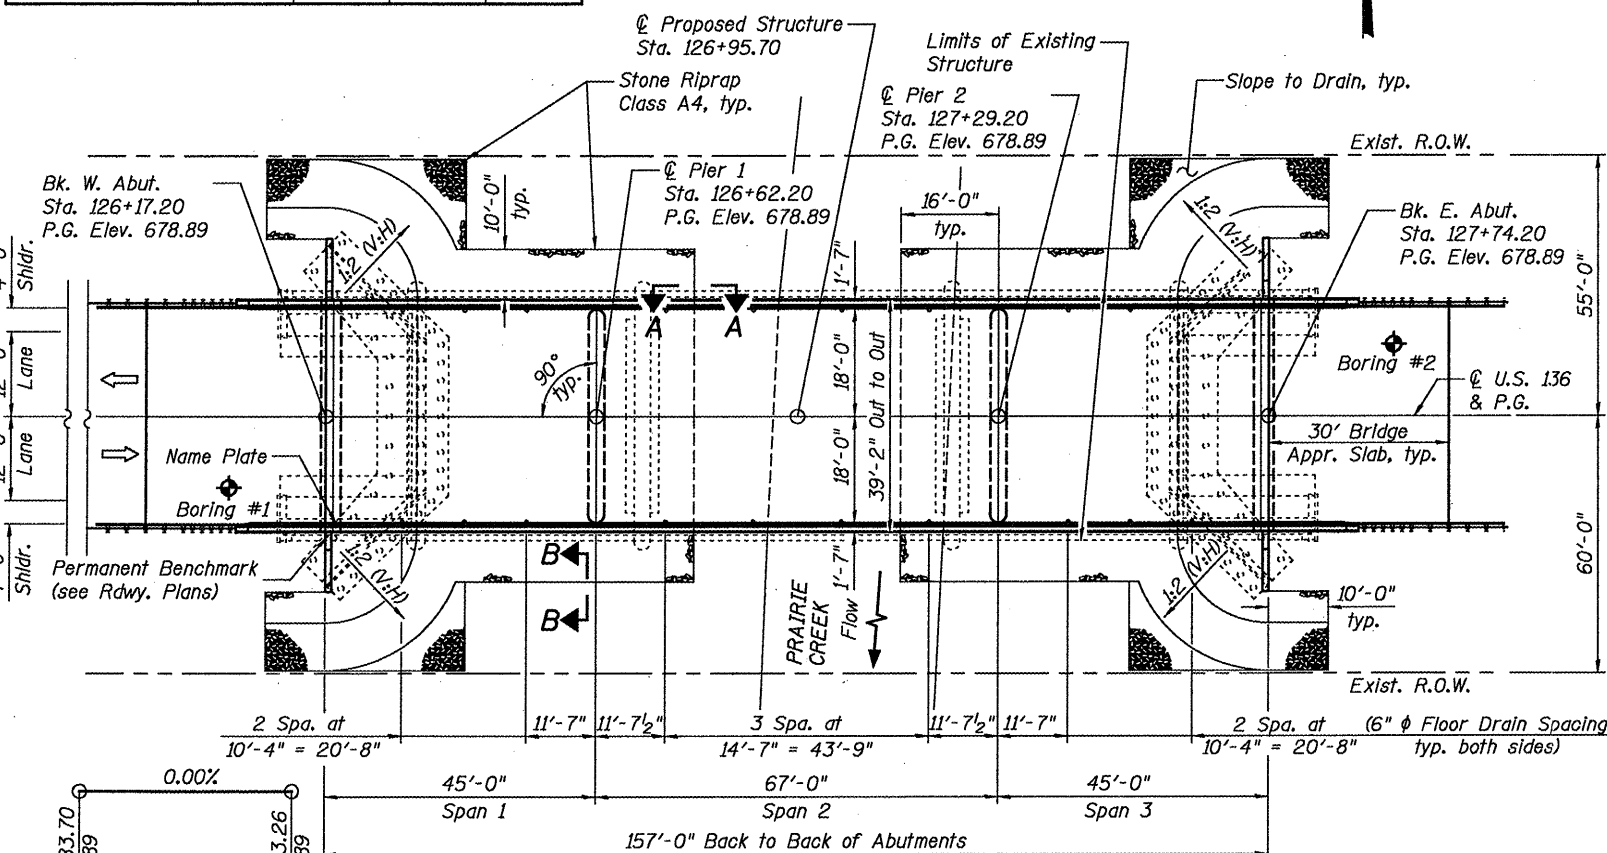 ℄ Proposed Structure
Sta. 126+95.70
Limits of Existing
Structure
Stone Riprap
Class A4, typ.
℄ Pier 2
Sta. 127+29.20
P.G. Elev. 678.89
Slope to Drain, typ.
Exist. R.O.W.
Bk. W. Abut.
Sta. 126+17.20
P.G. Elev. 678.89
10'-0"
typ.
℄ Pier 1
Sta. 126+62.20
P.G. Elev. 678.89
16'-0"
typ.
Bk. E. Abut.
Sta. 127+74.20
P.G. Elev. 678.89
1:2 (V:H)
1:2 (V:H)
Shldr.
1'-7"
55'-0"
A
A
Lane
90°
typ.
18'-0"
39'-2" Out to Out
Boring #2
℄ U.S. 136
& P.G.
Lane
Name Plate
18'-0"
30' Bridge
Appr. Slab, typ.
Boring #1
Shldr.
Permanent Benchmark
(see Rdwy. Plans)
1:2 (V:H)
B
B
PRAIRIE
CREEK
Flow
1'-7"
1:2 (V:H)
10'-0"
typ.
60'-0"
Exist. R.O.W.
2 Spa. at
10'-4" = 20'-8"
11'-7"
11'-7½"
3 Spa. at
14'-7" = 43'-9"
11'-7½"
11'-7"
2 Spa. at
10'-4" = 20'-8"
(6" ϕ Floor Drain Spacing
typ. both sides)
0.00%
45'-0"
Span 1
67'-0"
Span 2
45'-0"
Span 3
157'-0" Back to Back of Abutments